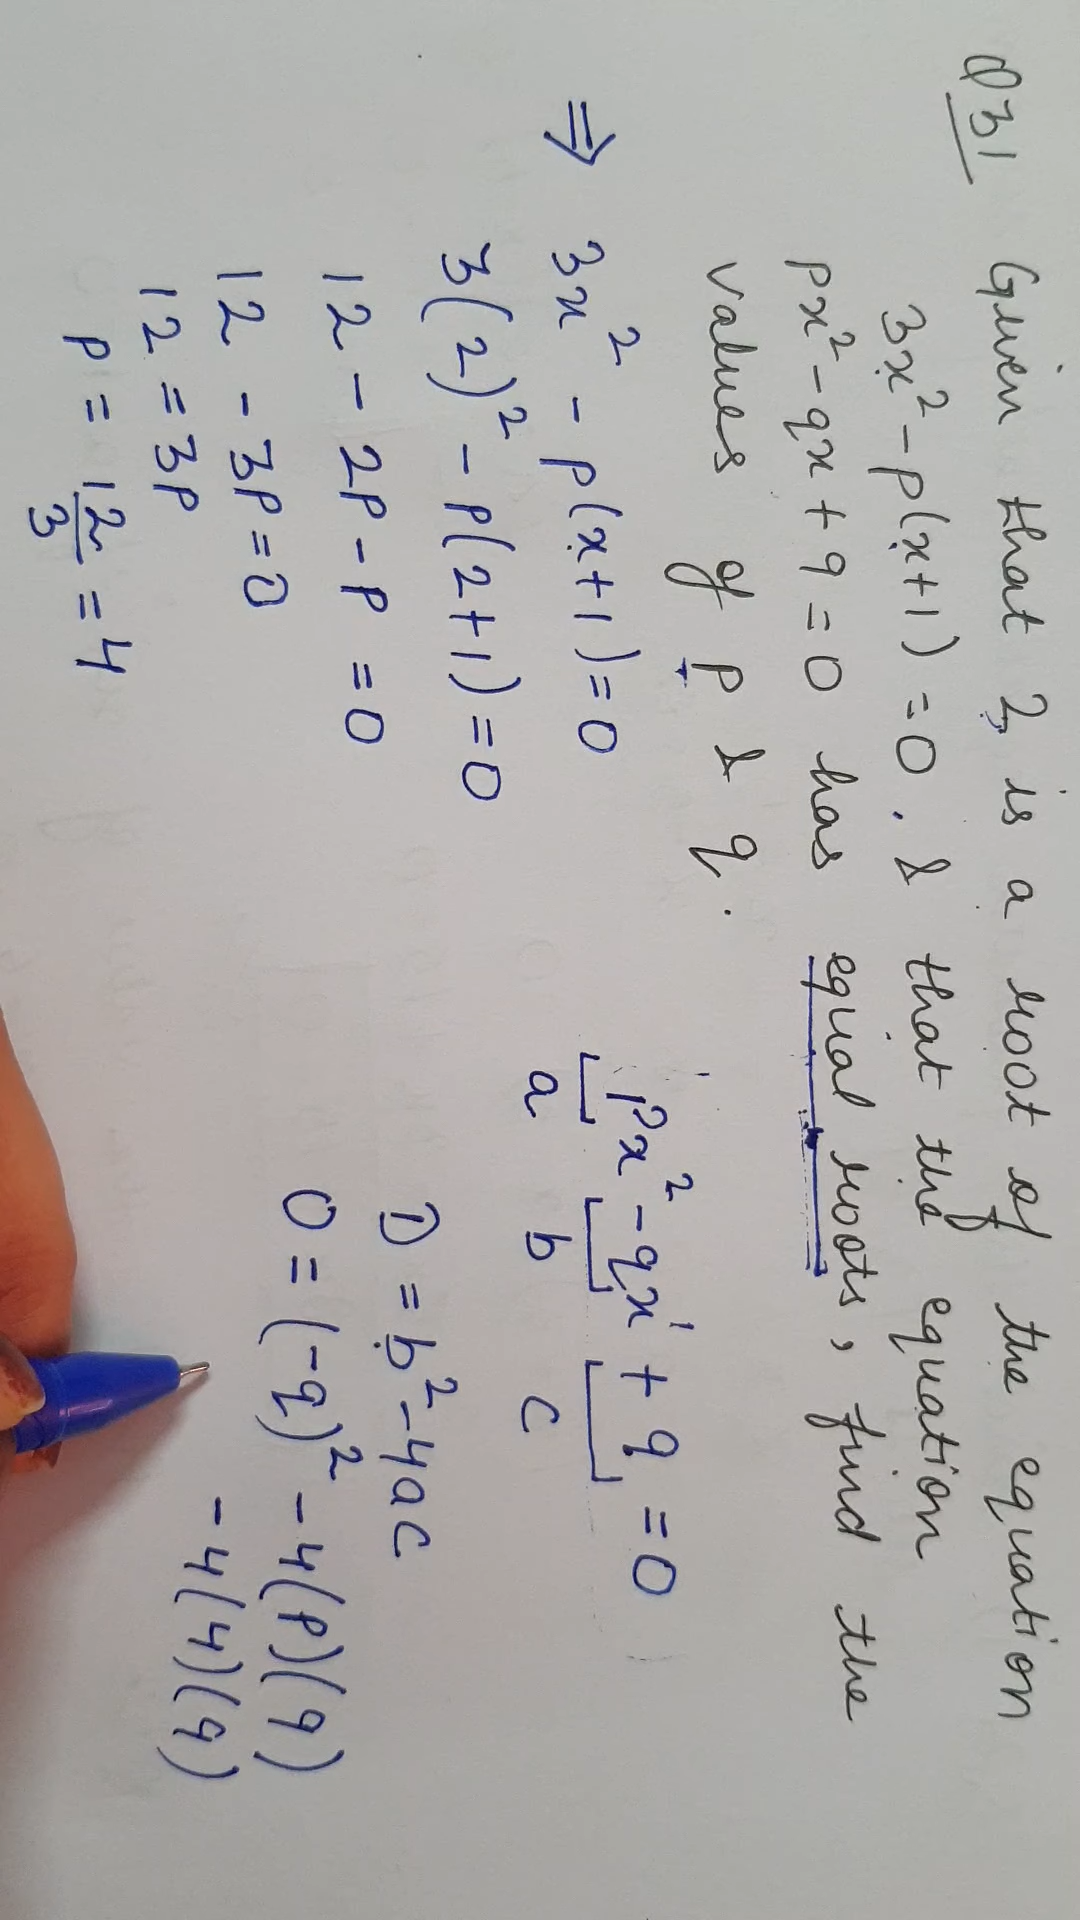 Q31 Given that 2, is a root of the equation
3x² - p(x+1) = 0. & that the equation
px² - qx + 9 = 0 has equal roots, find the
values of p & q.
⇒ 3x² - p(x+1) = 0
3(2)² - p(2+1) = 0
12 - 2p - p = 0
12 - 3p = 0
12 = 3p
p = 12/3 = 4
px² - qx + 9 = 0
a b c
D = b² - 4ac
0 = (-q)² - 4(p)(9)
- 4(4)(9)